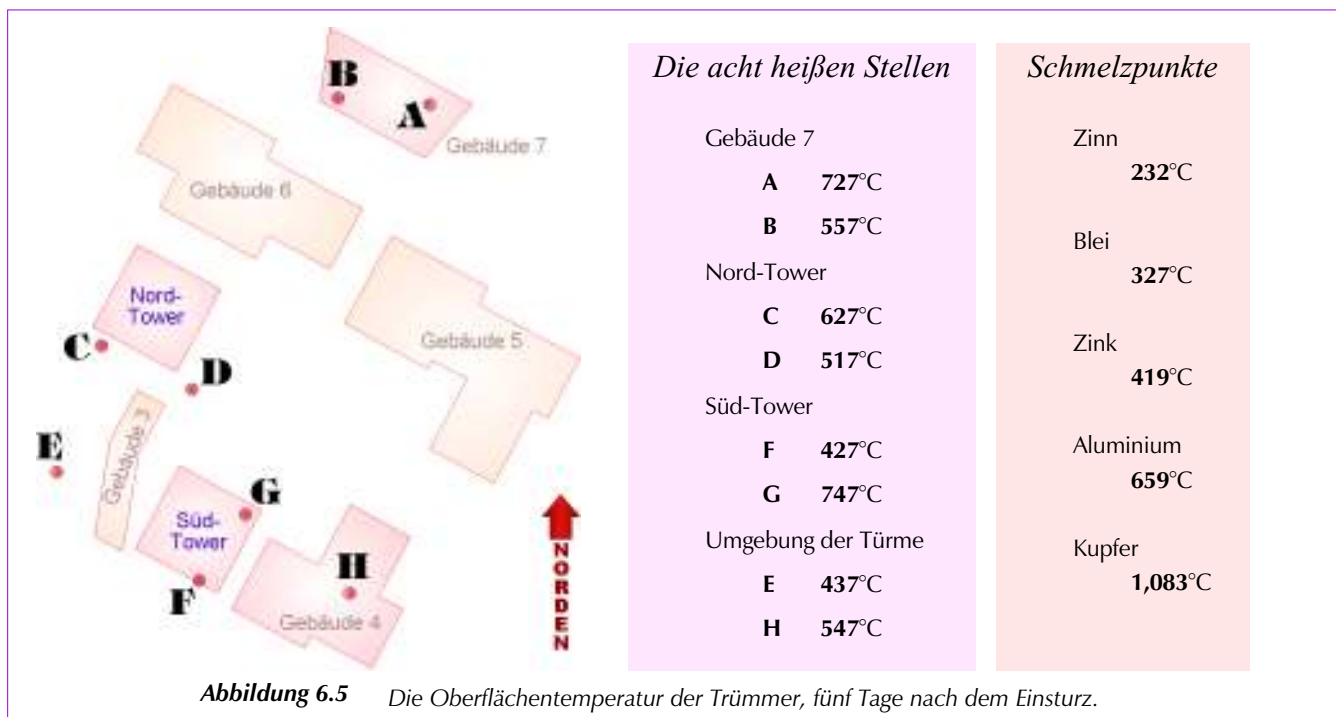 B
A
Gebäude 7
Gebäude 6
Nord-
Tower
Gebäude 5
C
D
Gebäude 3
E
G
Süd-
Tower
F
H
Gebäude 4
NORDEN
Die acht heißen Stellen
Gebäude 7
A 727°C
B 557°C
Nord-Tower
C 627°C
D 517°C
Süd-Tower
F 427°C
G 747°C
Umgebung der Türme
E 437°C
H 547°C
Schmelzpunkte
Zinn
232°C
Blei
327°C
Zink
419°C
Aluminium
659°C
Kupfer
1,083°C
Abbildung 6.5 Die Oberflächentemperatur der Trümmer, fünf Tage nach dem Einsturz.